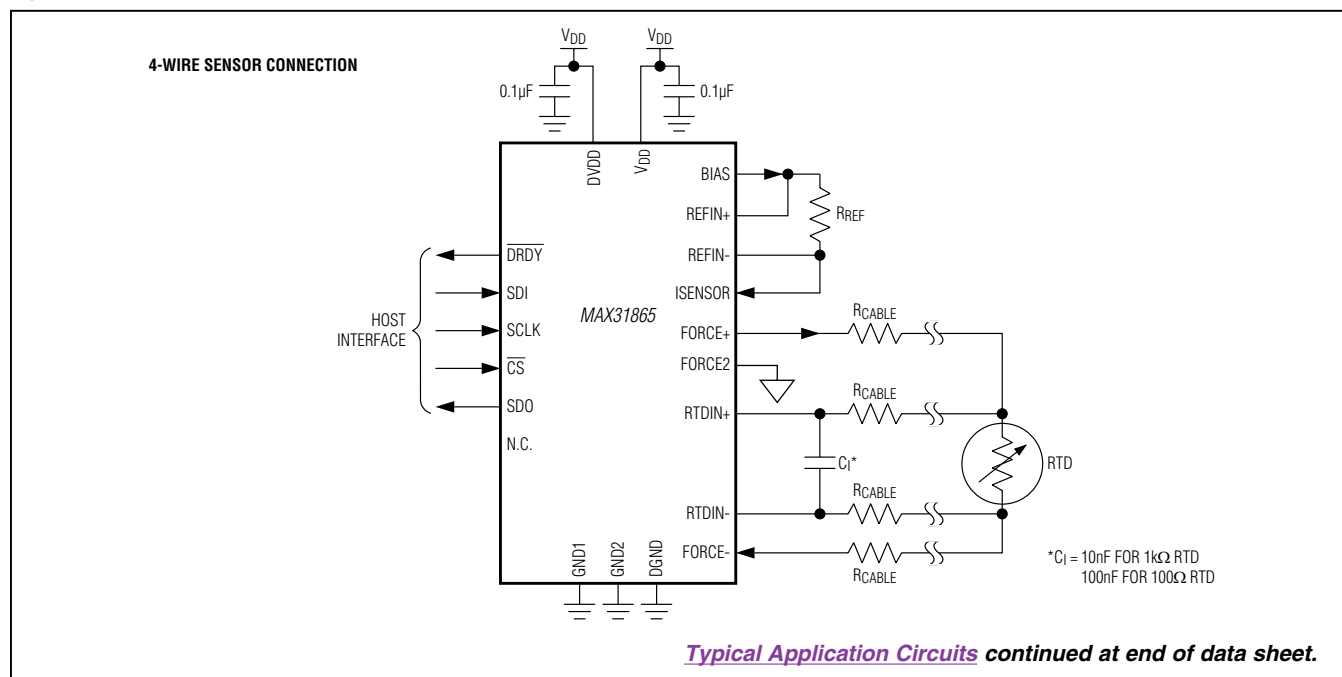 4-WIRE SENSOR CONNECTION
VDD
VDD
0.1µF
0.1µF
DVDD
VDD
BIAS
REFIN+
RREF
REFIN-
ISENSOR
DRDY
SDI
SCLK
CS
SDO
N.C.
HOST
INTERFACE
MAX31865
FORCE+
RCABLE
FORCE2
RTDIN+
RCABLE
CI*
RTD
RTDIN-
RCABLE
FORCE-
RCABLE
GND1
GND2
DGND
*CI = 10nF FOR 1kΩ RTD
100nF FOR 100Ω RTD
Typical Application Circuits continued at end of data sheet.